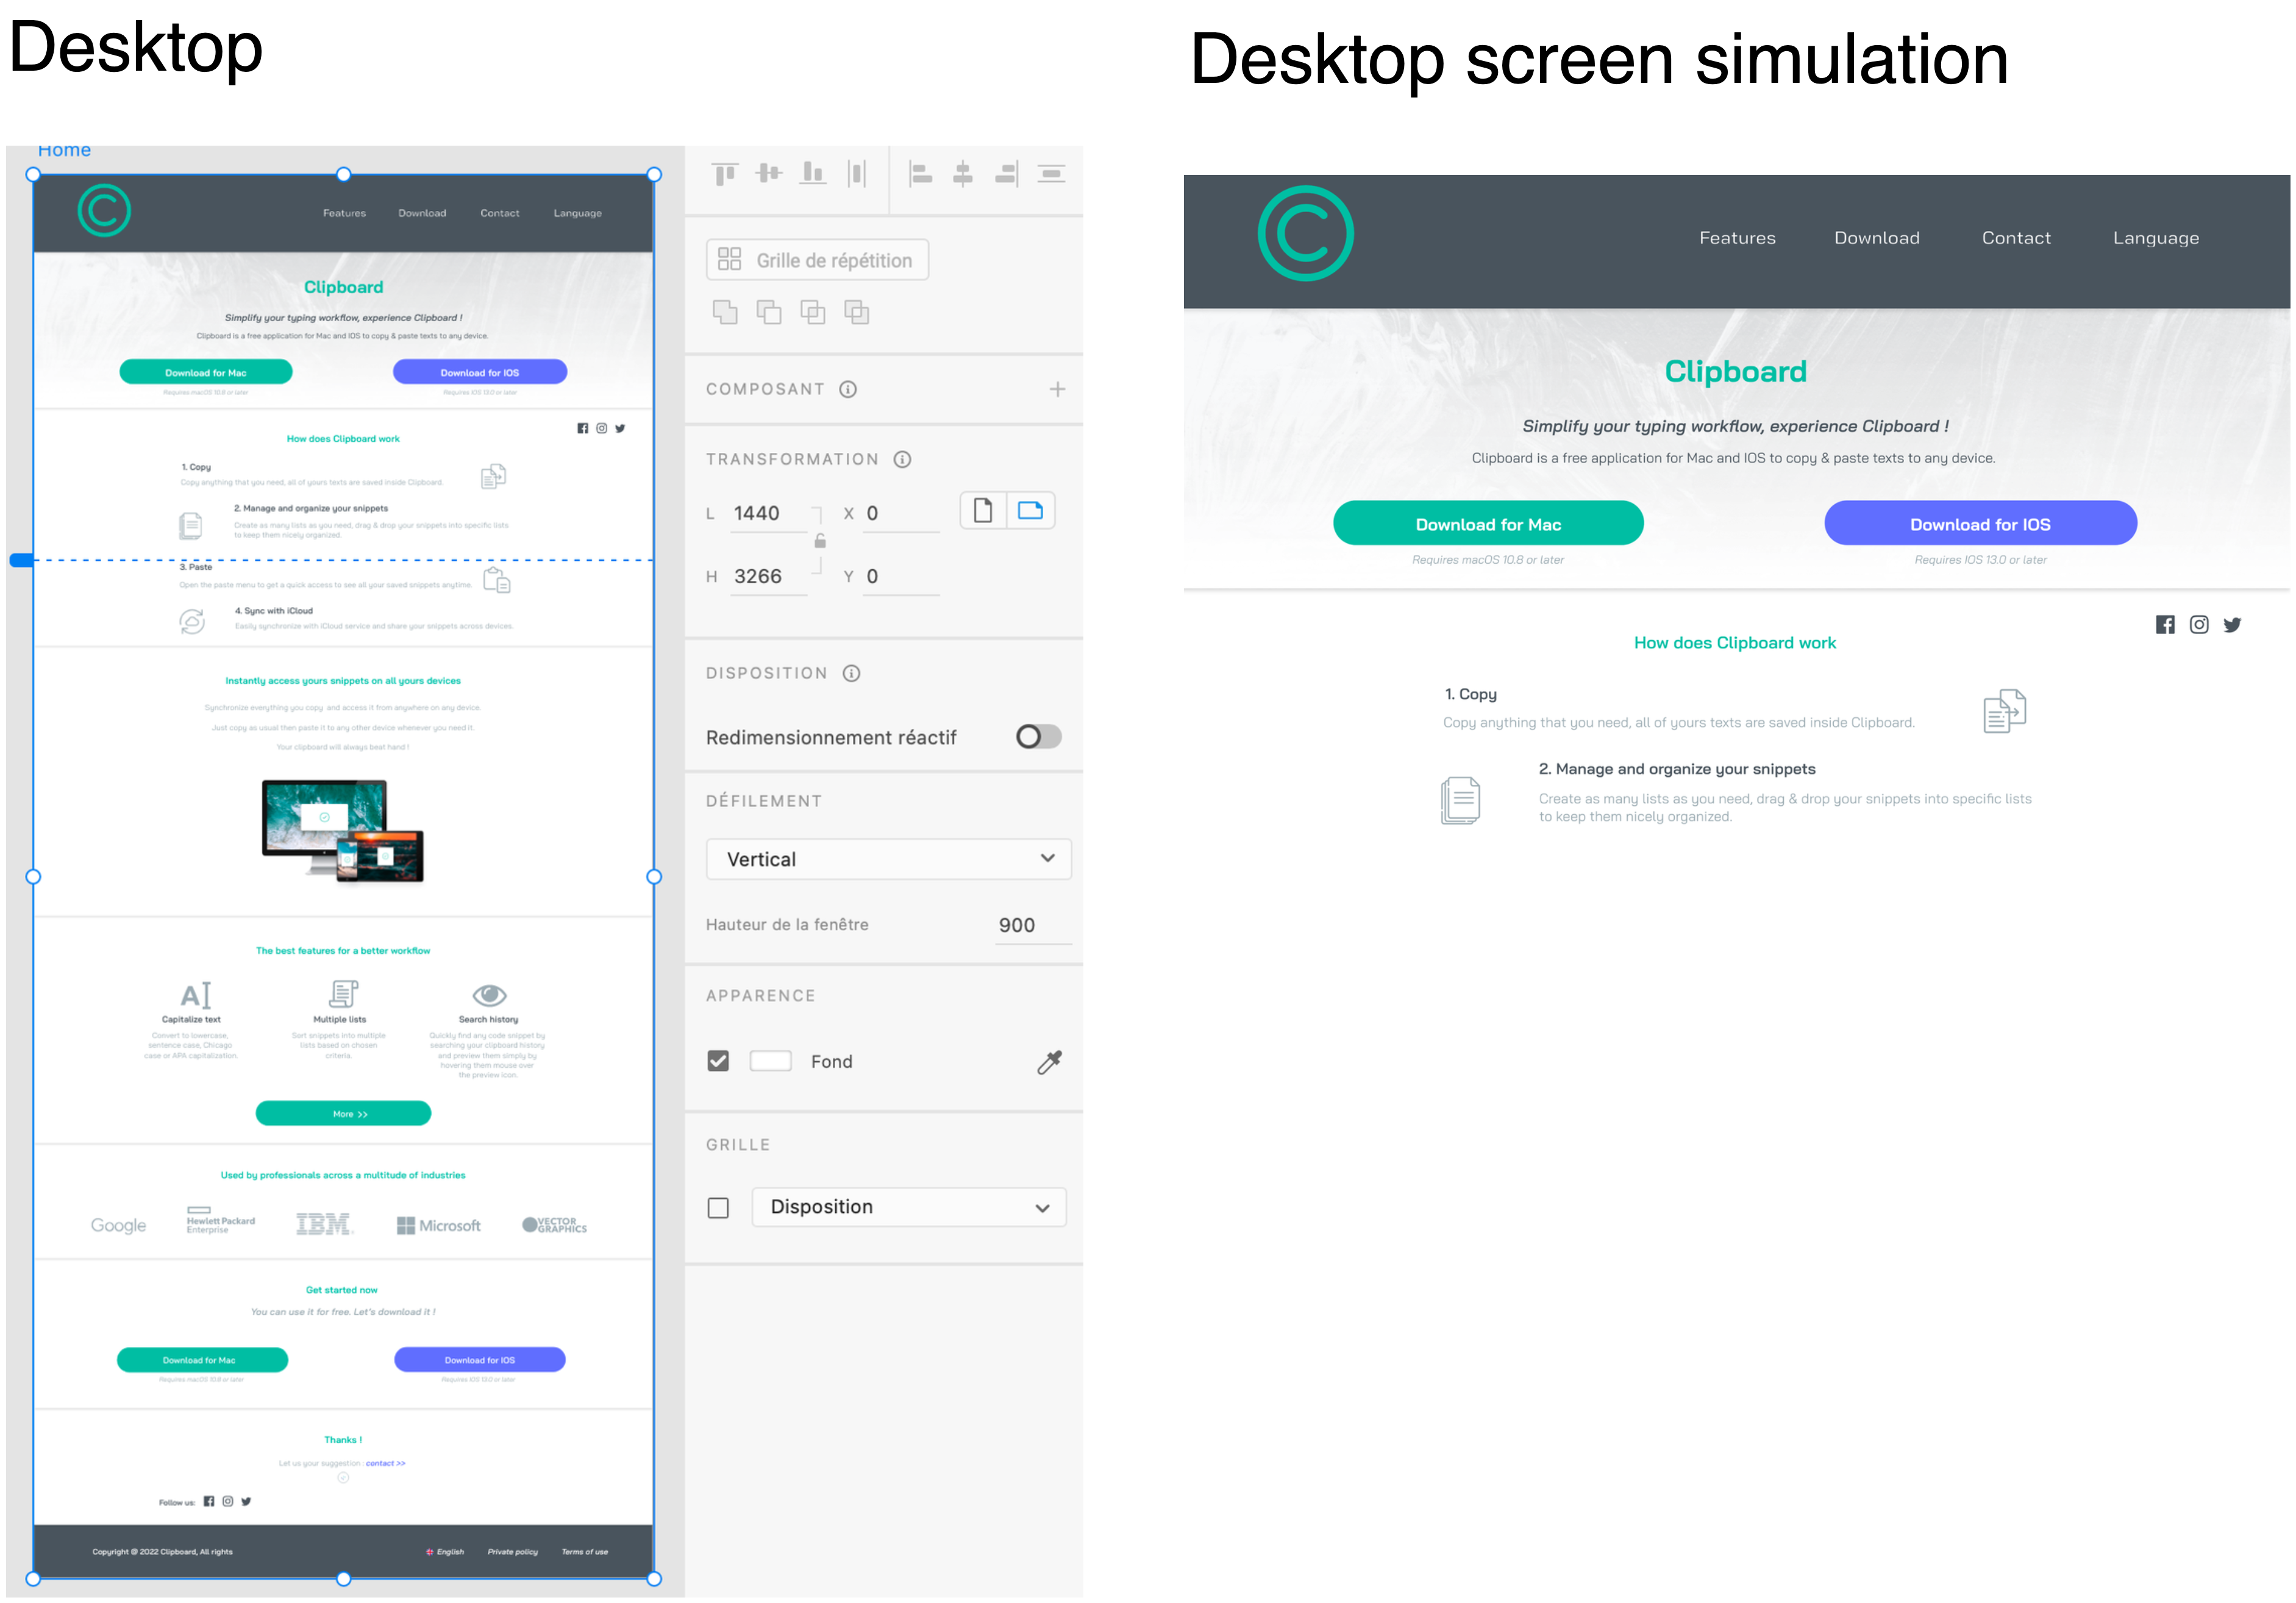 Desktop
Home
Features Download Contact Language
Clipboard
Simplify your typing workflow, experience Clipboard !
Clipboard is a free application for Mac and IOS to copy & paste texts to any device.
Download for Mac
Requires macOS 10.8 or later
Download for IOS
Requires IOS 13.0 or later
How does Clipboard work
1. Copy
Copy anything that you need, all of yours texts are saved inside Clipboard.
2. Manage and organize your snippets
Create as many lists as you need, drag & drop your snippets into specific lists
to keep them nicely organized.
3. Paste
Open the paste menu to get a quick access to see all your saved snippets anytime.
4. Sync with iCloud
Easily synchronize with iCloud service and share your snippets across devices.
Instantly access yours snippets on all yours devices
Synchronize everything you copy and access it from anywhere on any device.
Just copy as usual then paste it to any other device whenever you need it.
Your clipboard will always beat hand !
The best features for a better workflow
Capitalize text
Convert to lowercase,
sentence case, Chicago
case or APA capitalization.
Multiple lists
Sort snippets into multiple
lists based on chosen
criteria.
Search history
Quickly find any code snippet by
searching your clipboard history
and preview them simply by
hovering them mouse over
the preview icon.
More >>
Used by professionals across a multitude of industries
Google
Hewlett Packard
Enterprise
IBM.
Microsoft
VECTOR
GRAPHICS
Get started now
You can use it for free. Let's download it !
Download for Mac
Requires macOS 10.8 or later
Download for IOS
Requires IOS 13.0 or later
Thanks !
Let us your suggestion : contact >>
Follow us:
Copyright @ 2022 Clipboard, All rights
English Private policy Terms of use
Grille de répétition
COMPOSANT
TRANSFORMATION
L 1440 X 0
H 3266 Y 0
DISPOSITION
Redimensionnement réactif
DÉFILEMENT
Vertical
Hauteur de la fenêtre 900
APPARENCE
Fond
GRILLE
Disposition
Desktop screen simulation
Features Download Contact Language
Clipboard
Simplify your typing workflow, experience Clipboard !
Clipboard is a free application for Mac and IOS to copy & paste texts to any device.
Download for Mac
Requires macOS 10.8 or later
Download for IOS
Requires IOS 13.0 or later
How does Clipboard work
1. Copy
Copy anything that you need, all of yours texts are saved inside Clipboard.
2. Manage and organize your snippets
Create as many lists as you need, drag & drop your snippets into specific lists
to keep them nicely organized.